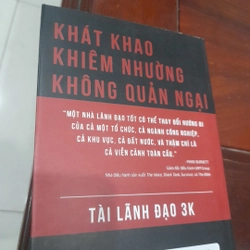 KHÁT KHAO
KHIÊM NHƯỜNG
KHÔNG QUẢN NGẠI
"MỘT NHÀ LÃNH ĐẠO TỐT CÓ THỂ THAY ĐỔI HƯỚNG ĐI
CỦA CẢ MỘT TỔ CHỨC, CẢ NGÀNH CÔNG NGHIỆP,
CẢ KHU VỰC, CẢ ĐẤT NƯỚC, VÀ THẬM CHÍ LÀ
CẢ VIỄN CẢNH TOÀN CẦU."
TÀI LÃNH ĐẠO 3K